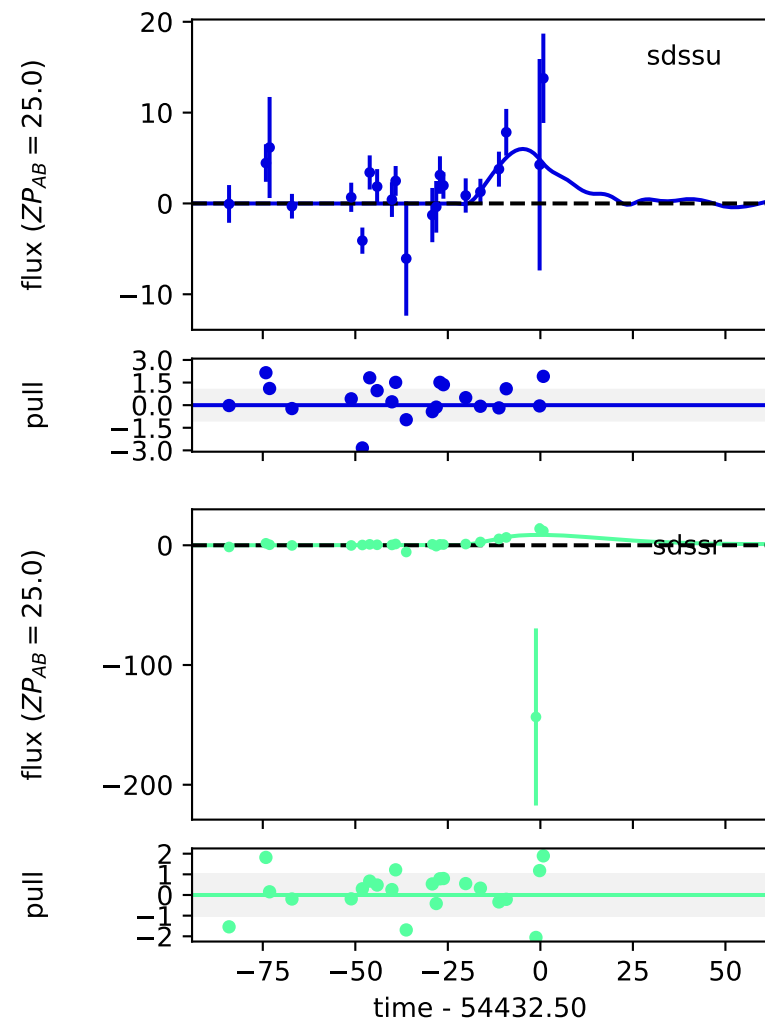 20
10
0
−10
flux (ZP_AB = 25.0)
sdssu
3.0
1.5
0.0
−1.5
−3.0
pull
0
−100
−200
flux (ZP_AB = 25.0)
sdssr
2
1
0
−1
−2
pull
−75 −50 −25 0 25 50
time - 54432.50